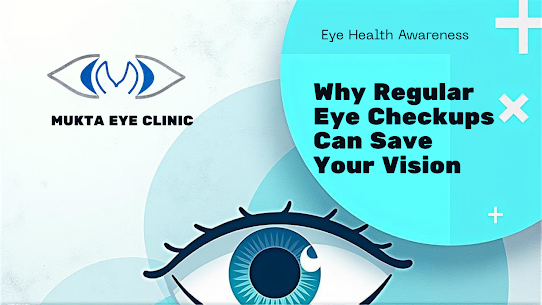 Eye Health Awareness
MUKTA EYE CLINIC
Why Regular
Eye Checkups
Can Save
Your Vision